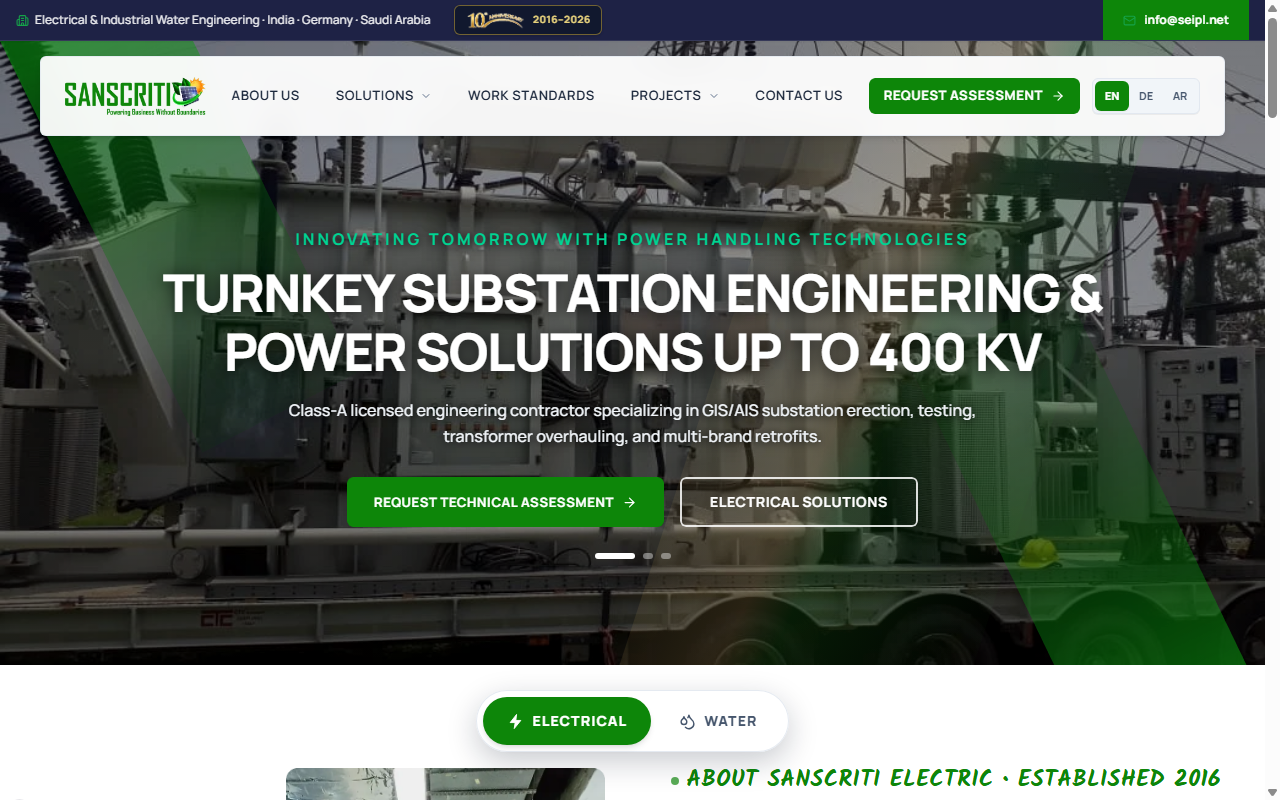 Electrical & Industrial Water Engineering · India · Germany · Saudi Arabia
10th ANNIVERSARY 2016–2026
info@seipl.net
SANSCRITI
Powering Business Without Boundaries
ABOUT US
SOLUTIONS
WORK STANDARDS
PROJECTS
CONTACT US
REQUEST ASSESSMENT
EN DE AR
INNOVATING TOMORROW WITH POWER HANDLING TECHNOLOGIES
TURNKEY SUBSTATION ENGINEERING &
POWER SOLUTIONS UP TO 400 KV
Class-A licensed engineering contractor specializing in GIS/AIS substation erection, testing,
transformer overhauling, and multi-brand retrofits.
REQUEST TECHNICAL ASSESSMENT
ELECTRICAL SOLUTIONS
CTC
ELECTRICAL
WATER
ABOUT SANSCRITI ELECTRIC · ESTABLISHED 2016